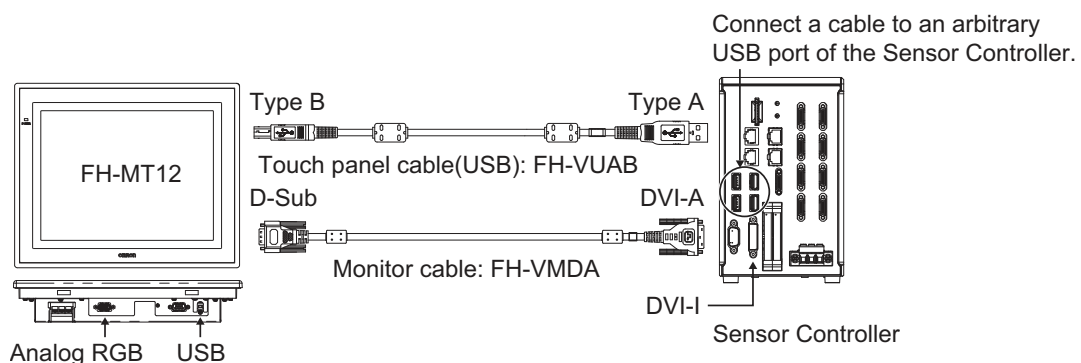 Connect a cable to an arbitrary
USB port of the Sensor Controller.
Type B
Type A
FH-MT12
Touch panel cable(USB): FH-VUAB
D-Sub
DVI-A
OMRON
Monitor cable: FH-VMDA
DVI-I
Sensor Controller
Analog RGB
USB